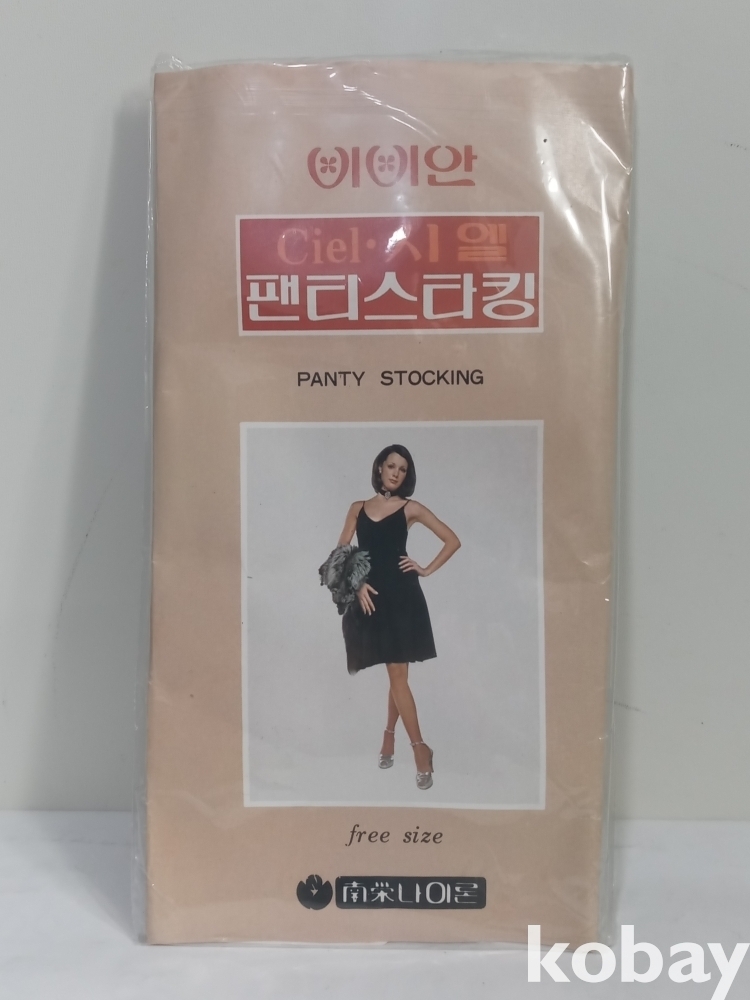 비비안
Ciel·시엘
팬티스타킹
PANTY STOCKING
free size
南榮나이론
kobay